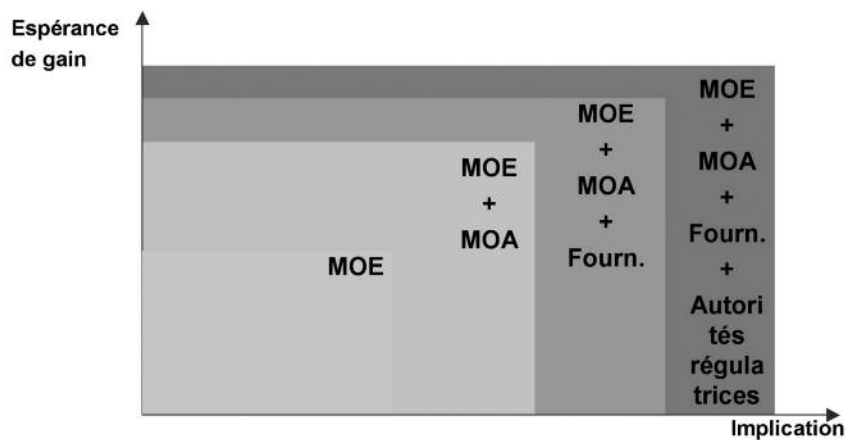 Espérance
de gain
MOE
MOE
+
MOA
MOE
+
MOA
+
Fourn.
MOE
+
MOA
+
Fourn.
+
Autori
tés
régula
trices
Implication